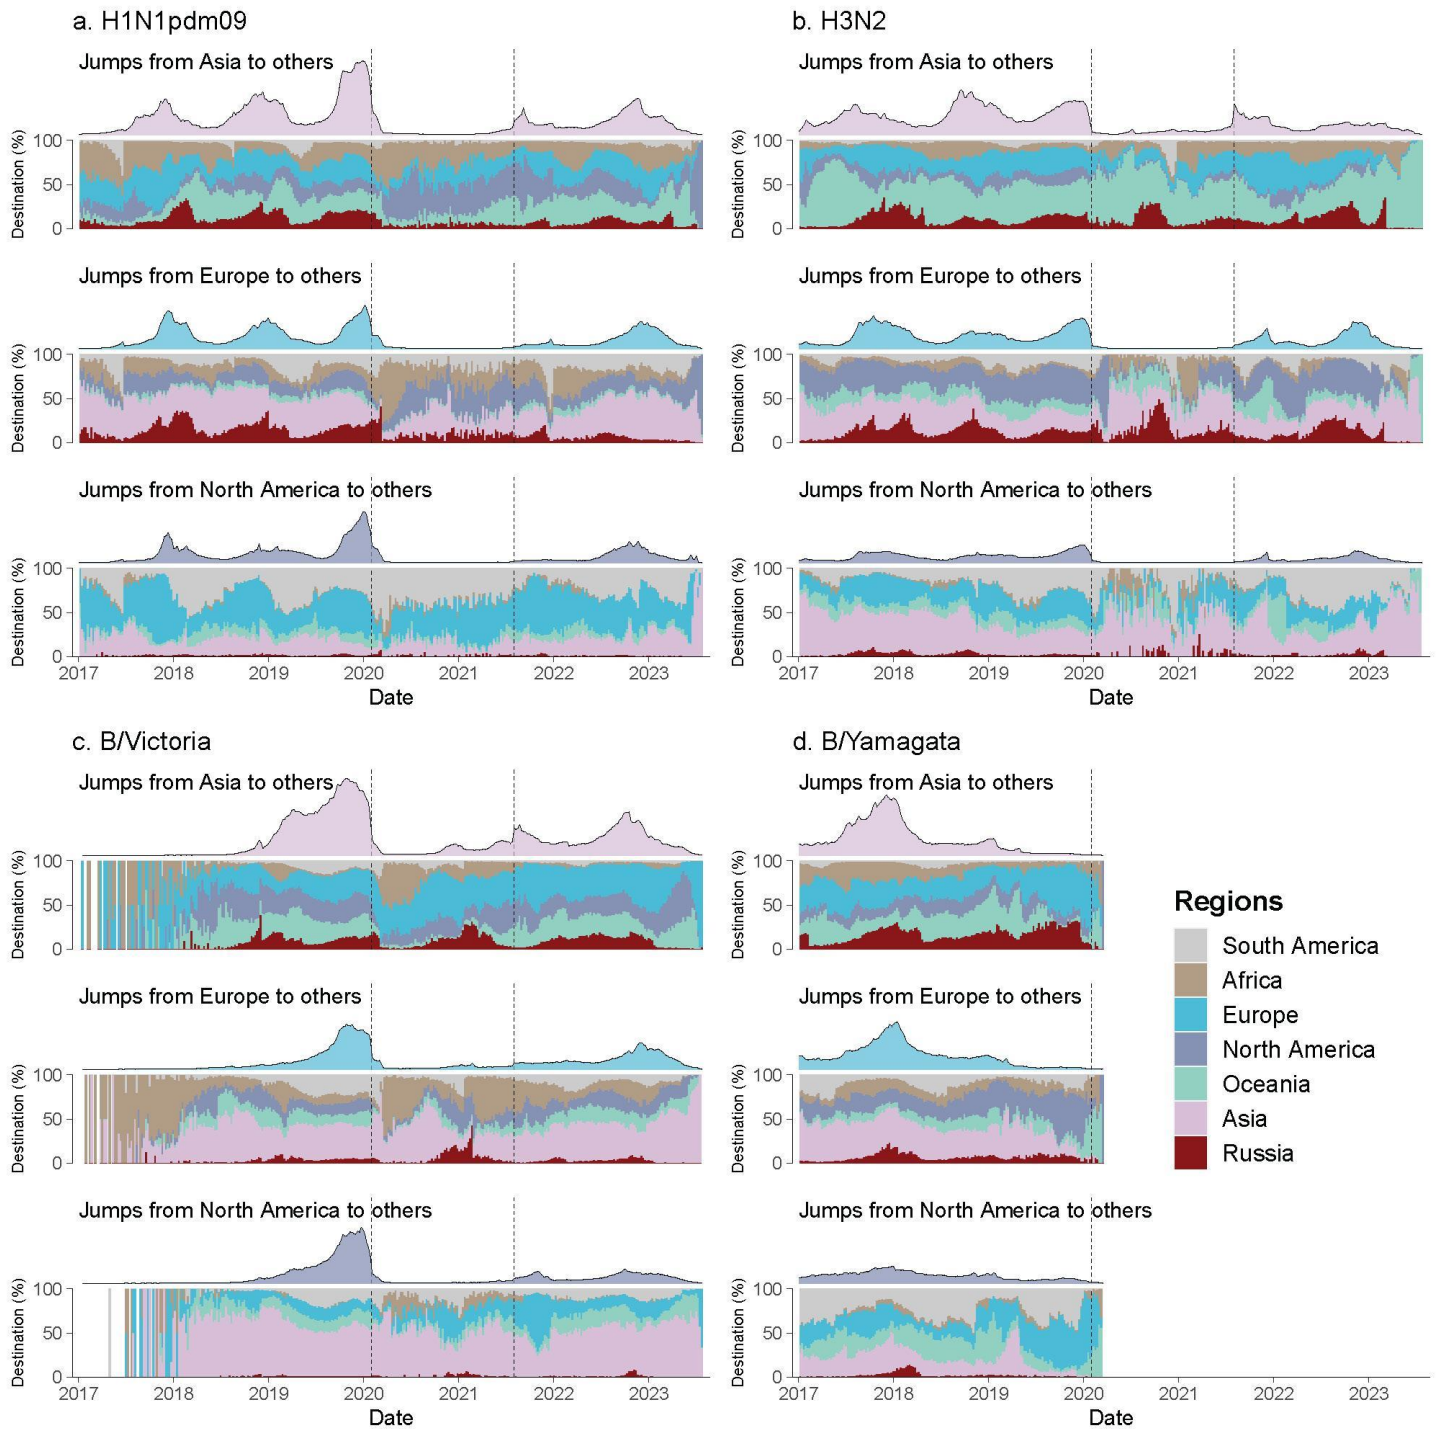 a. H1N1pdm09
Jumps from Asia to others
Destination (%)
100
50
0
Jumps from Europe to others
Destination (%)
100
50
0
Jumps from North America to others
Destination (%)
100
50
0
2017 2018 2019 2020 2021 2022 2023
Date
b. H3N2
Jumps from Asia to others
Destination (%)
100
50
0
Jumps from Europe to others
Destination (%)
100
50
0
Jumps from North America to others
Destination (%)
100
50
0
2017 2018 2019 2020 2021 2022 2023
Date
c. B/Victoria
Jumps from Asia to others
Destination (%)
100
50
0
Jumps from Europe to others
Destination (%)
100
50
0
Jumps from North America to others
Destination (%)
100
50
0
2017 2018 2019 2020 2021 2022 2023
Date
d. B/Yamagata
Jumps from Asia to others
Destination (%)
100
50
0
Jumps from Europe to others
Destination (%)
100
50
0
Jumps from North America to others
Destination (%)
100
50
0
2017 2018 2019 2020 2021 2022 2023
Date
Regions
South America
Africa
Europe
North America
Oceania
Asia
Russia